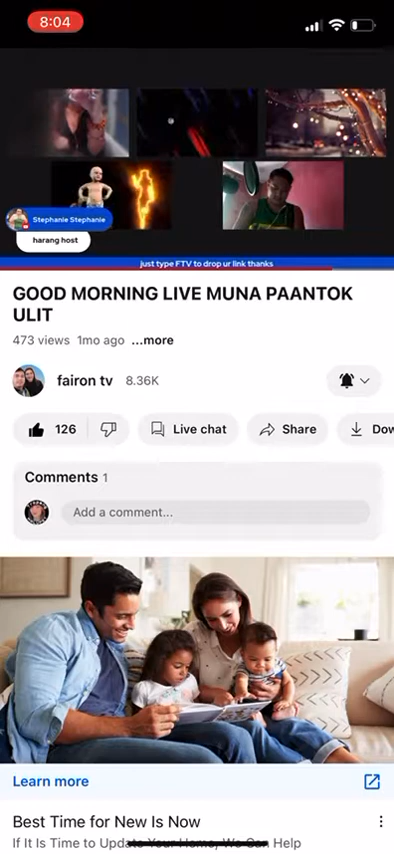 8:04
Stephanie Stephanie
harang host
just type FTV to drop ur link thanks
GOOD MORNING LIVE MUNA PAANTOK
ULIT
473 views 1mo ago ...more
fairon tv 8.36K
126 Live chat Share Dow
Comments 1
Add a comment...
Learn more
Best Time for New Is Now
If It Is Time to Update Your Home, We Can Help